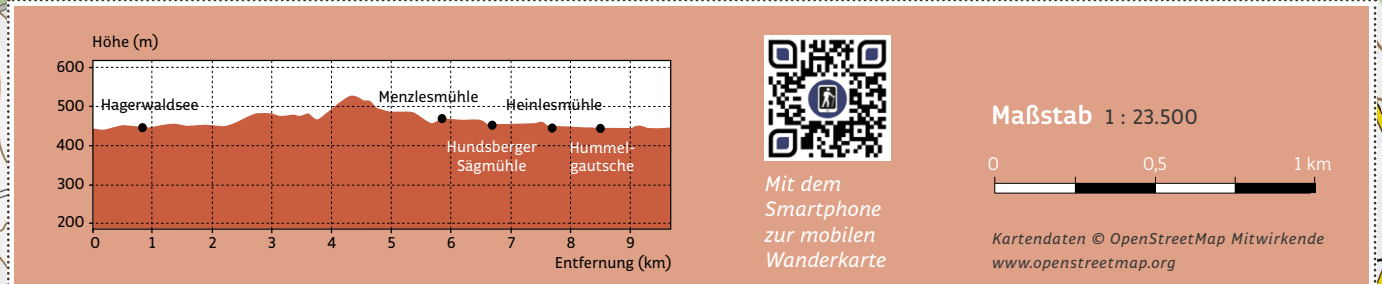 Höhe (m)
600
500
400
300
200
Hagerwaldsee
Menzlesmühle
Heinlesmühle
Hundsberger
Sägmühle
Hummel-
gautsche
0 1 2 3 4 5 6 7 8 9
Entfernung (km)
Mit dem
Smartphone
zur mobilen
Wanderkarte
Maßstab 1 : 23.500
0 0,5 1 km
Kartendaten © OpenStreetMap Mitwirkende
www.openstreetmap.org